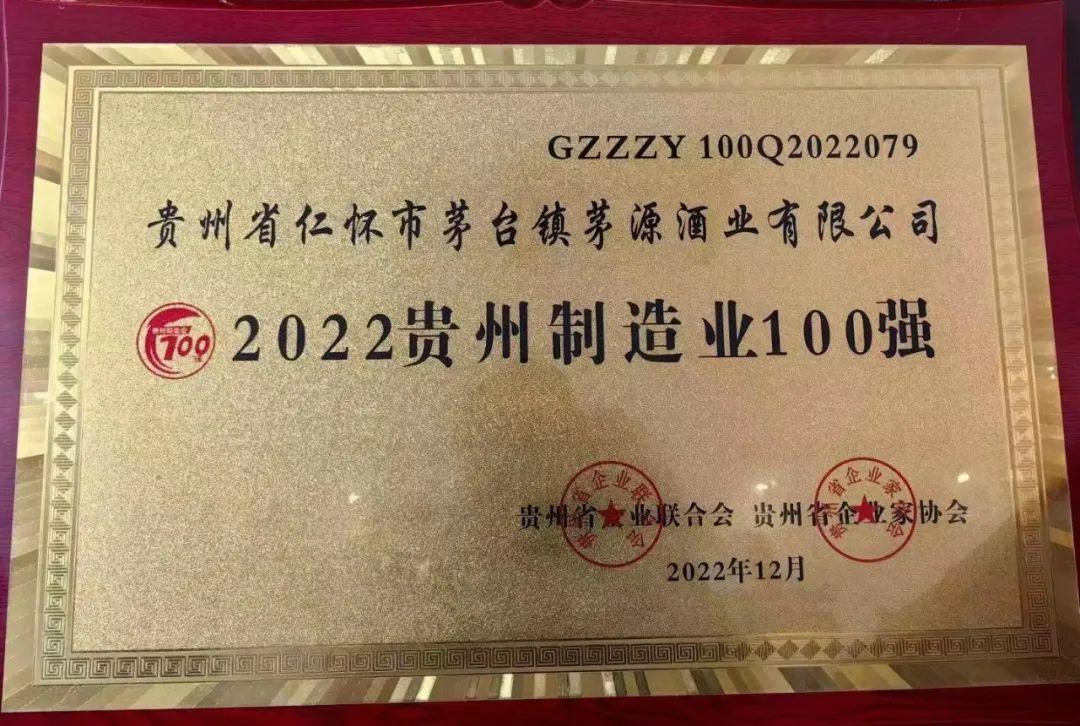 GZZZY 100Q2022079
贵州省仁怀市茅台镇茅源酒业有限公司
2022贵州制造业100强
贵州省企业联合会 贵州省企业家协会
2022年12月